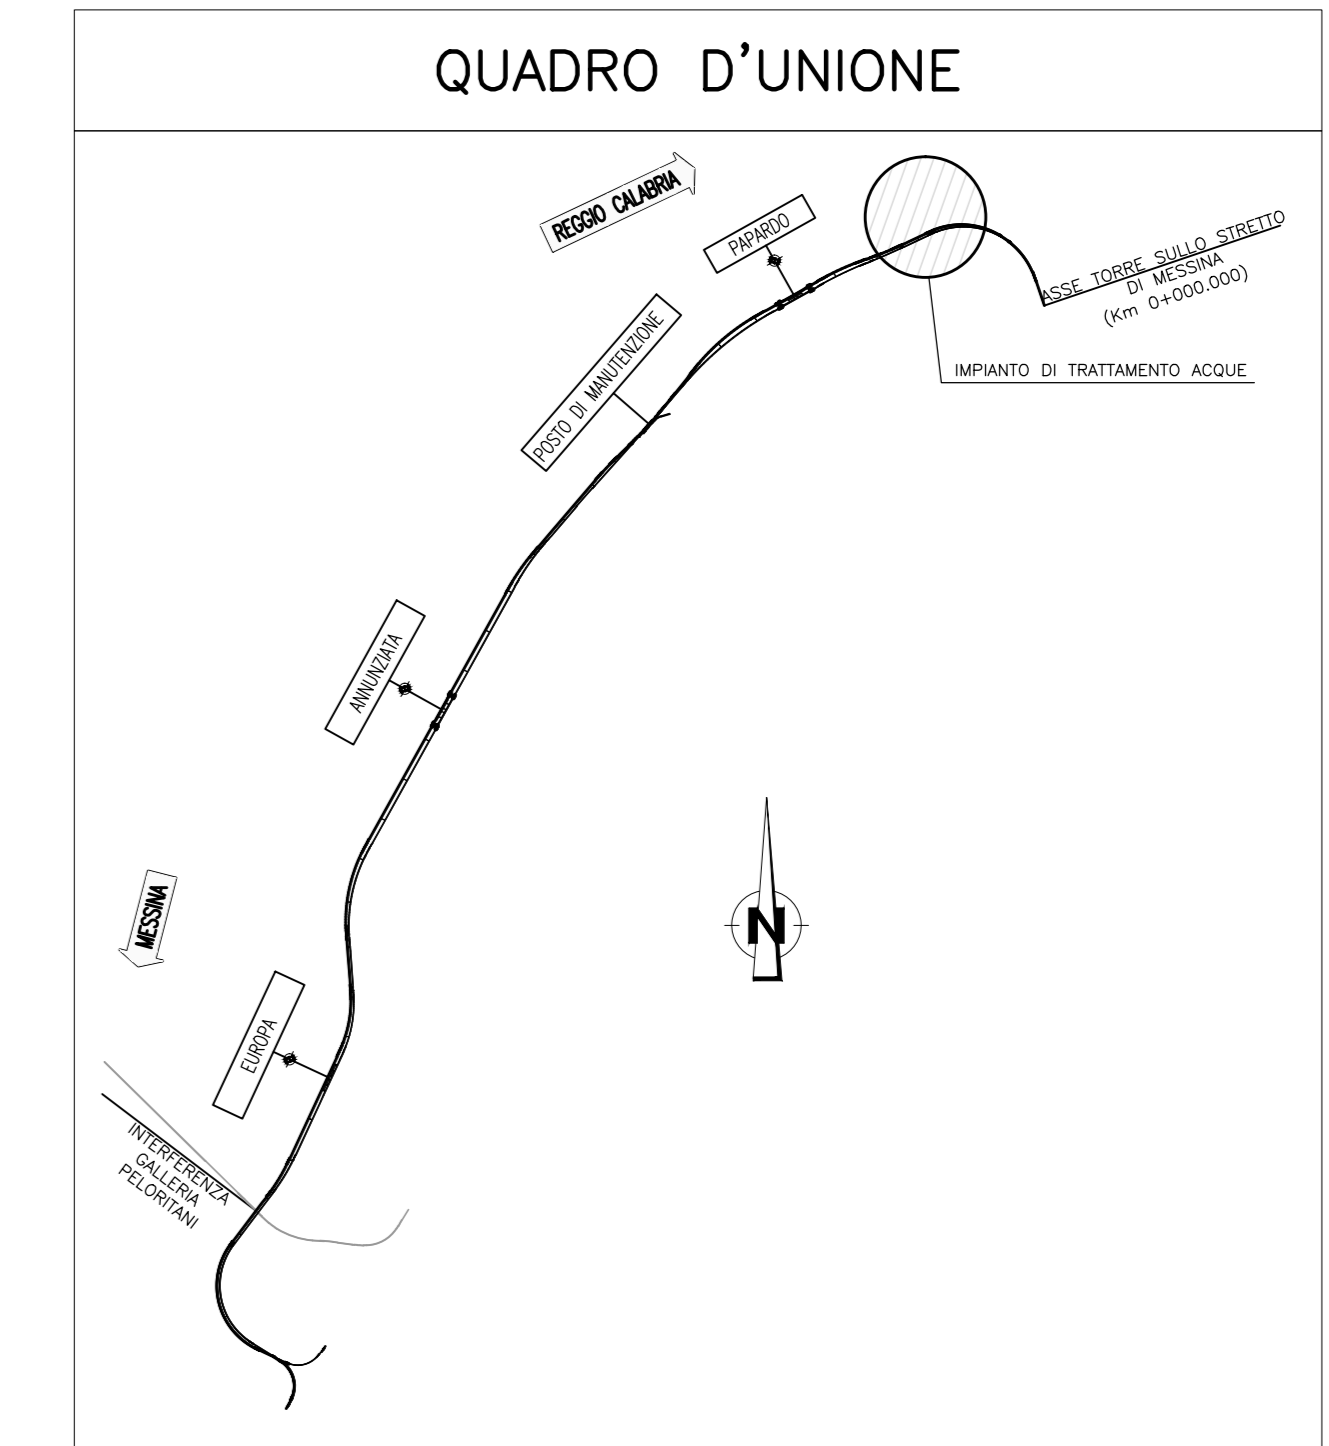 QUADRO D'UNIONE
REGGIO CALABRIA
PAPARDO
ASSE TORRE SULLO STRETTO
DI MESSINA
(Km 0+000.000)
POSTO DI MANUTENZIONE
IMPIANTO DI TRATTAMENTO ACQUE
ANNUNZIATA
MESSINA
N
EUROPA
INTERFERENZA
GALLERIA
PELORITANI